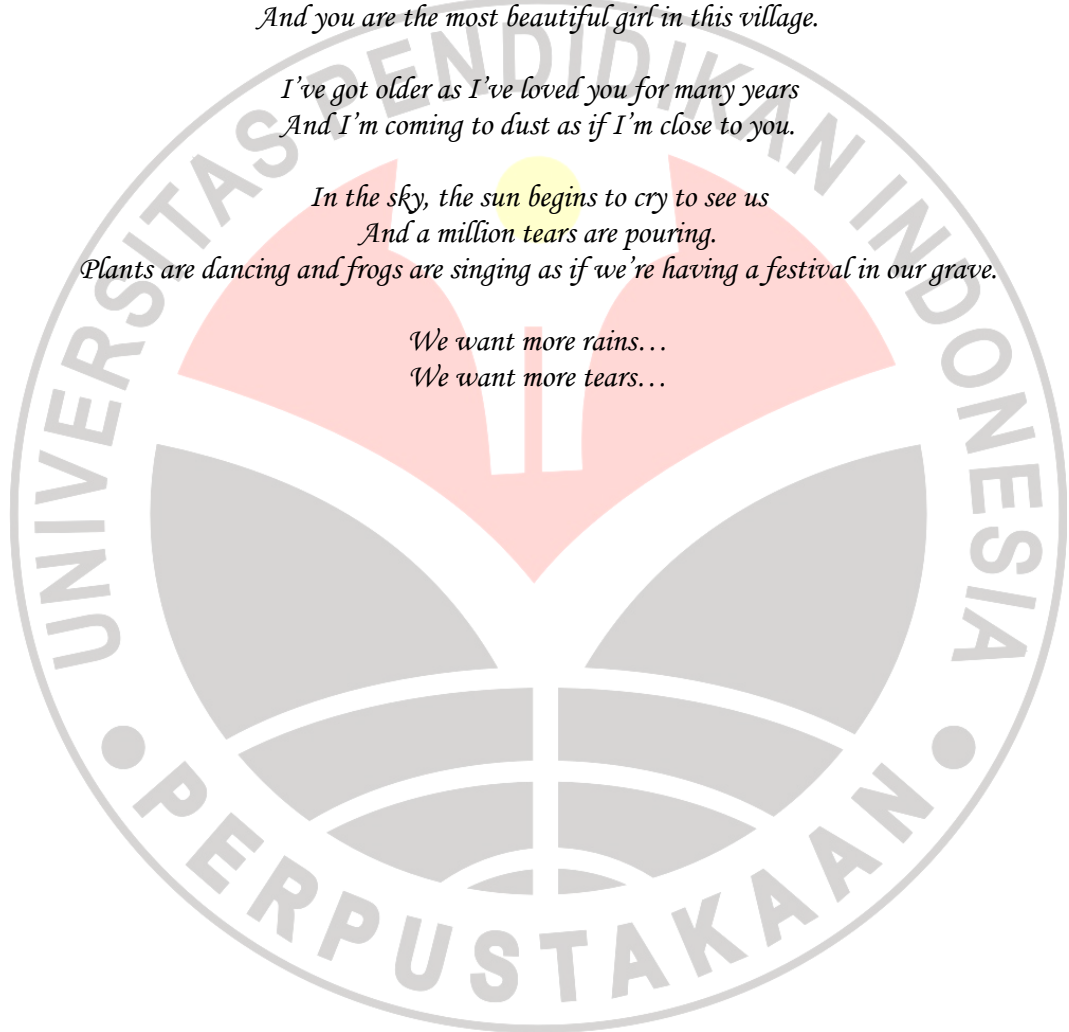 And you are the most beautiful girl in this village.
I've got older as I've loved you for many years
And I'm coming to dust as if I'm close to you.
In the sky, the sun begins to cry to see us
And a million tears are pouring.
Plants are dancing and frogs are singing as if we're having a festival in our grave.
We want more rains…
We want more tears…
UNIVERSITAS PENDIDIKAN INDONESIA
PERPUSTAKAAN